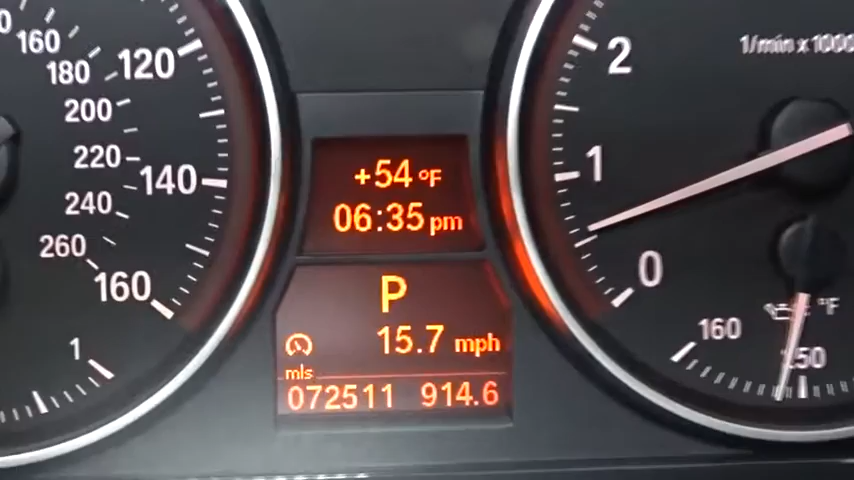 160
180
200
220
240
260
120
140
160
1
+54 °F
06:35 pm
P
15.7 mph
mls
072511 914.6
1/min x 1000
2
1
0
°F
160
250